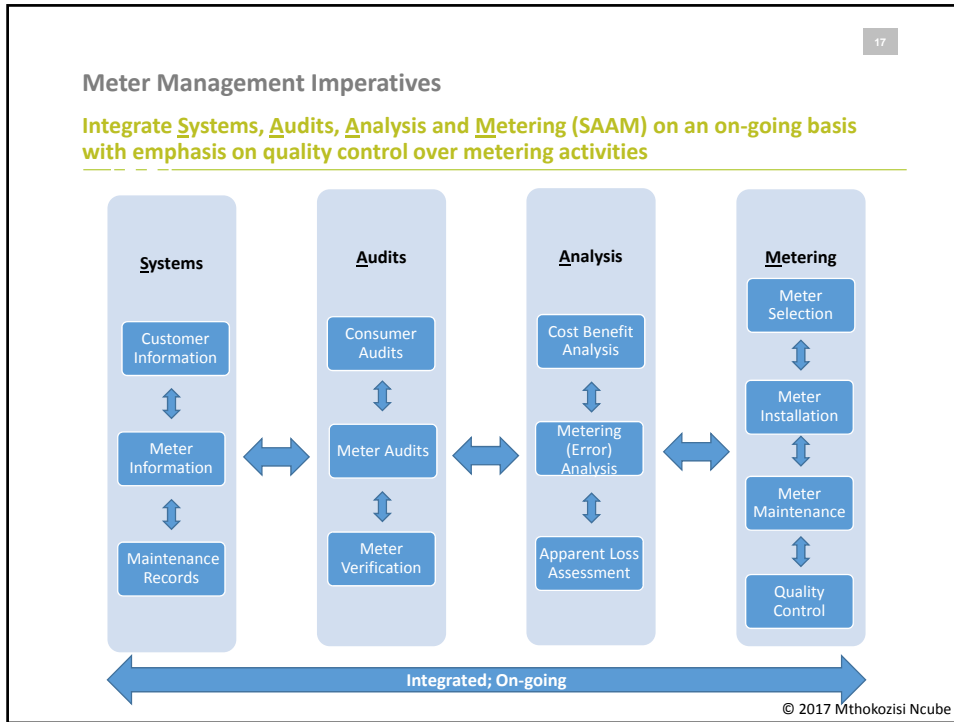 17
Meter Management Imperatives
Integrate Systems, Audits, Analysis and Metering (SAAM) on an on-going basis
with emphasis on quality control over metering activities
Systems
Customer
Information
Meter
Information
Maintenance
Records
Audits
Consumer
Audits
Meter Audits
Meter
Verification
Analysis
Cost Benefit
Analysis
Metering
(Error)
Analysis
Apparent Loss
Assessment
Metering
Meter
Selection
Meter
Installation
Meter
Maintenance
Quality
Control
Integrated; On-going
© 2017 Mthokozisi Ncube